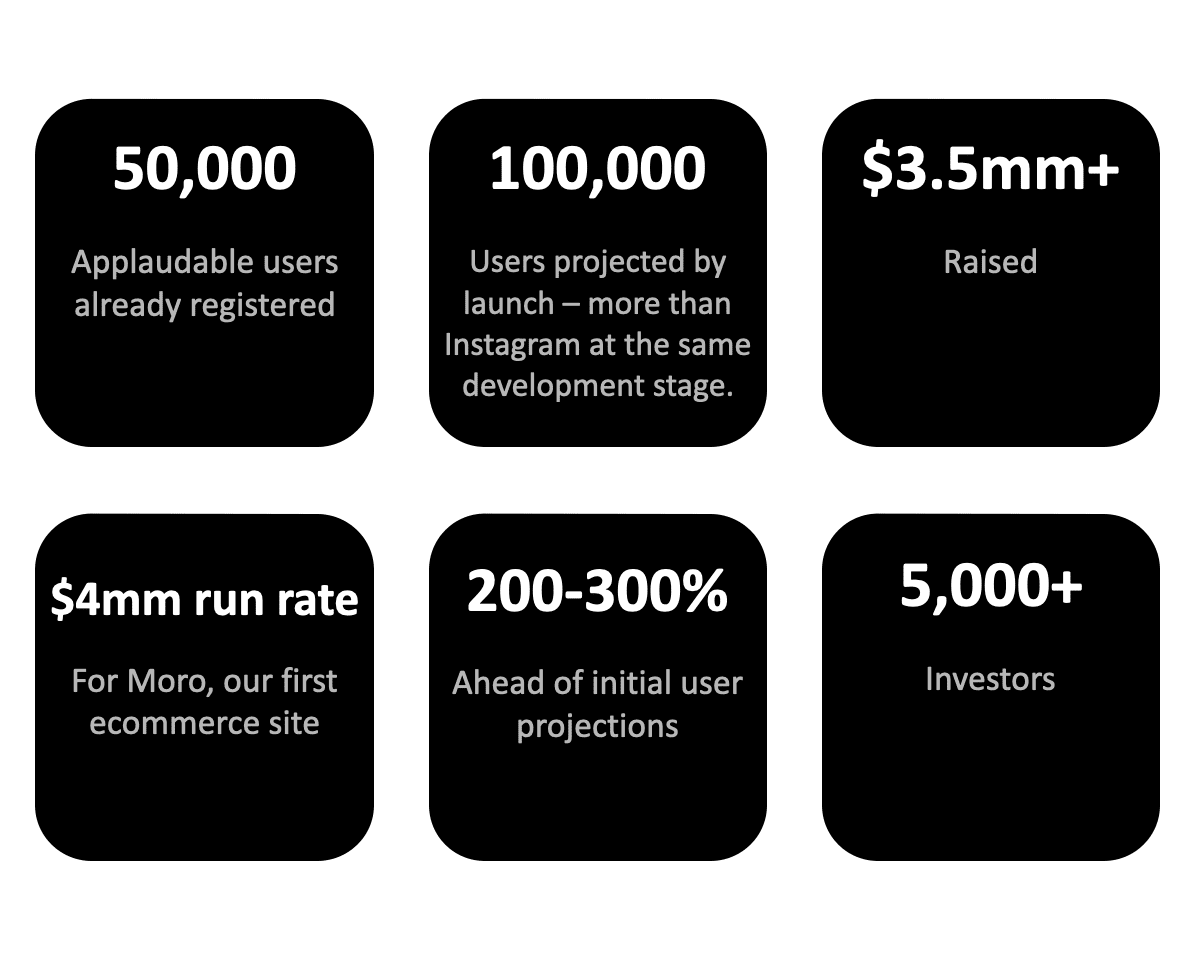 50,000
Applaudable users
already registered
100,000
Users projected by
launch – more than
Instagram at the same
development stage.
$3.5mm+
Raised
$4mm run rate
For Moro, our first
ecommerce site
200-300%
Ahead of initial user
projections
5,000+
Investors